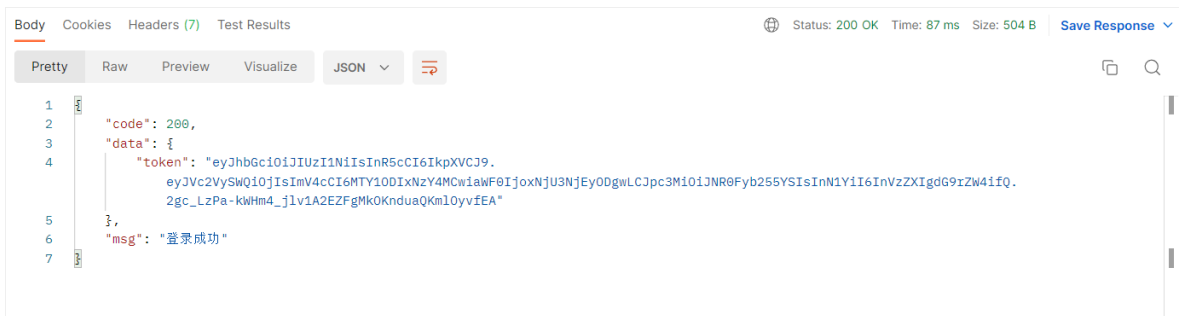 Body Cookies Headers (7) Test Results Status: 200 OK Time: 87 ms Size: 504 B Save Response
Pretty Raw Preview Visualize JSON
1 {
2 "code": 200,
3 "data": {
4 "token": "eyJhbGciOiJIUzI1NiIsInR5cCI6IkpXVCJ9.
eyJVc2VySWQiOjIsImV4cCI6MTY1ODIxNzY4MCwiaWF0IjoxNjU3NjEyODgwLCJpc3MiOiJNR0Fyb255YSIsInN1YiI6InVzZXIgdG9rZW4ifQ.
2gc_LzPa-kWHm4_jlv1A2EZFgMkOKnduaQKmlOyvfEA"
5 },
6 "msg": "登录成功"
7 }